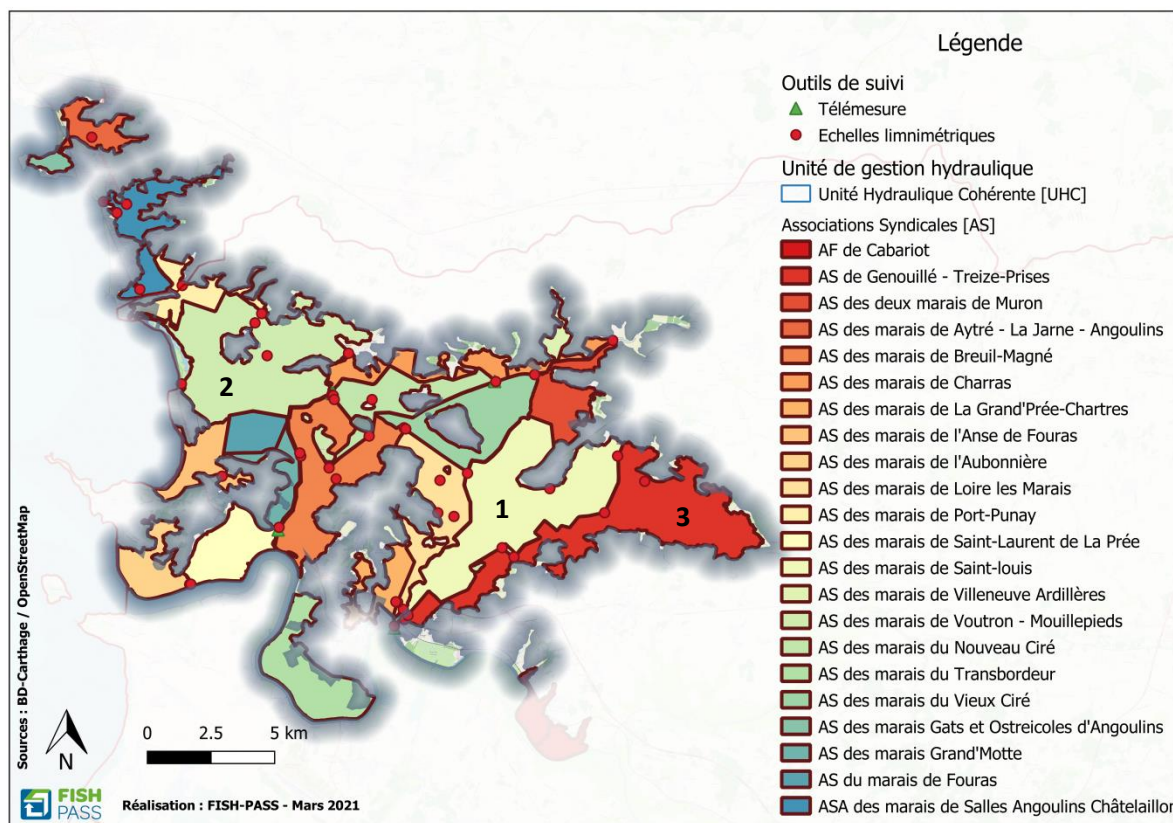 Légende
Outils de suivi
Télémesure
Echelles limnimétriques
Unité de gestion hydraulique
Unité Hydraulique Cohérente [UHC]
Associations Syndicales [AS]
AF de Cabariot
AS de Genouillé - Treize-Prises
AS des deux marais de Muron
AS des marais de Aytré - La Jarne - Angoulins
AS des marais de Breuil-Magné
AS des marais de Charras
AS des marais de La Grand'Prée-Chartres
AS des marais de l'Anse de Fouras
AS des marais de l'Aubonnière
AS des marais de Loire les Marais
AS des marais de Port-Punay
AS des marais de Saint-Laurent de La Prée
AS des marais de Saint-louis
AS des marais de Villeneuve Ardillères
AS des marais de Voutron - Mouillepieds
AS des marais du Nouveau Ciré
AS des marais du Transbordeur
AS des marais du Vieux Ciré
AS des marais Gats et Ostreicoles d'Angoulins
AS des marais Grand'Motte
AS du marais de Fouras
ASA des marais de Salles Angoulins Châtelaillon
2
1
3
Sources : BD-Carthage / OpenStreetMap
N
0 2.5 5 km
FISH
PASS
Réalisation : FISH-PASS - Mars 2021